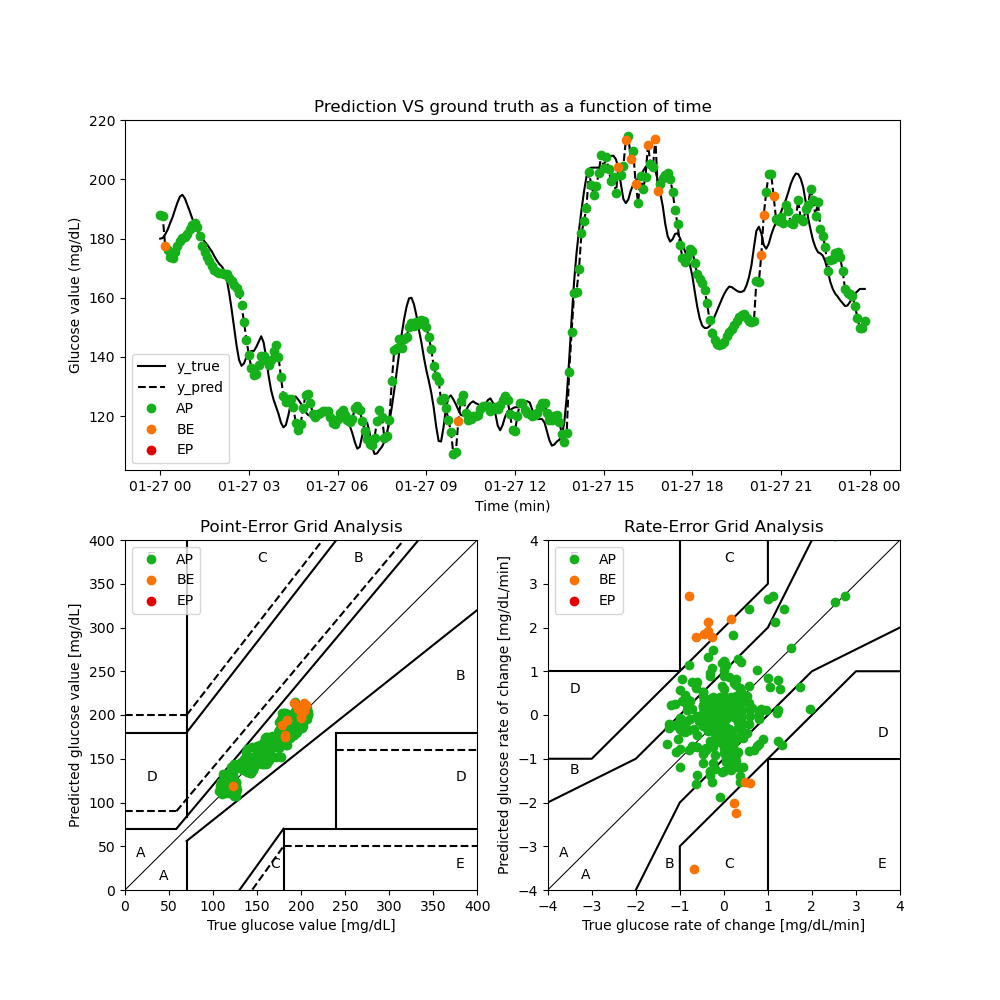 Prediction VS ground truth as a function of time
Glucose value (mg/dL)
220
200
180
160
140
120
y_true
y_pred
AP
BE
EP
01-27 00 01-27 03 01-27 06 01-27 09 01-27 12 01-27 15 01-27 18 01-27 21 01-28 00
Time (min)
Point-Error Grid Analysis
Predicted glucose value [mg/dL]
400
350
300
250
200
150
100
50
0
AP
BE
EP
C
B
B
D
D
A
A
C
E
0 50 100 150 200 250 300 350 400
True glucose value [mg/dL]
Rate-Error Grid Analysis
Predicted glucose rate of change [mg/dL/min]
4
3
2
1
0
−1
−2
−3
−4
AP
BE
EP
C
D
D
B
A
A
B
C
E
−4 −3 −2 −1 0 1 2 3 4
True glucose rate of change [mg/dL/min]